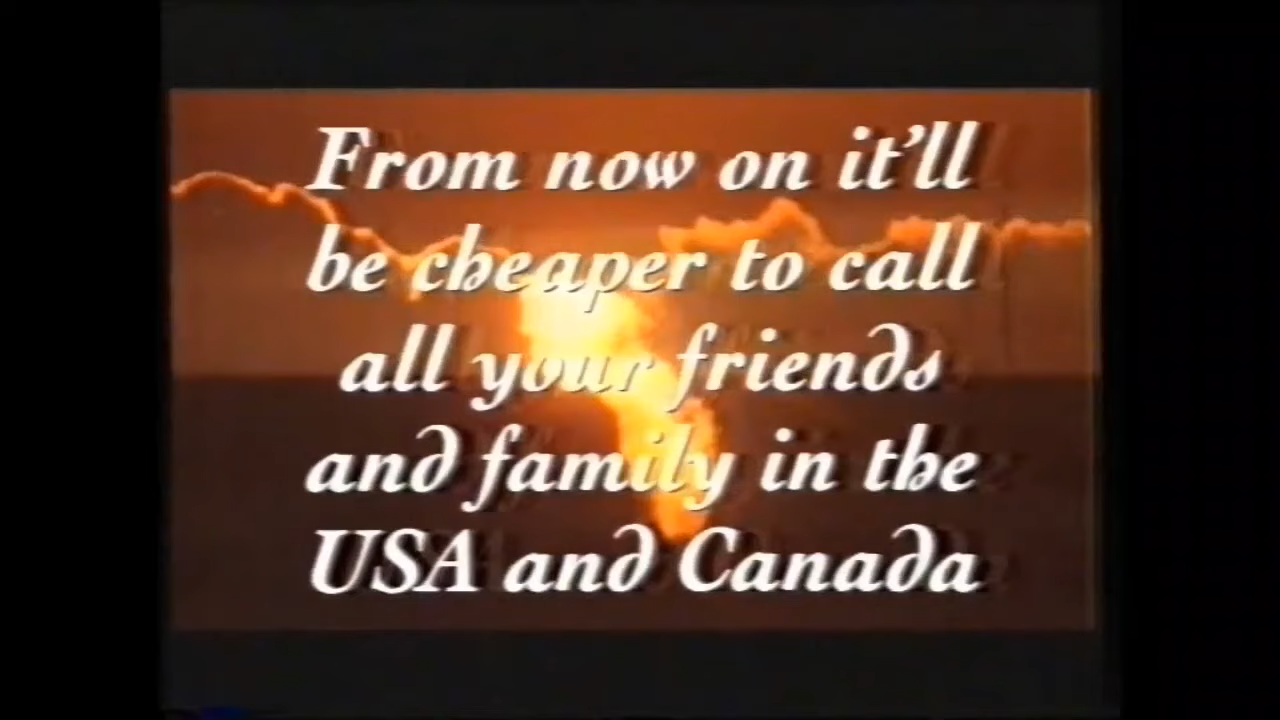 From now on it'll
be cheaper to call
all your friends
and family in the
USA and Canada